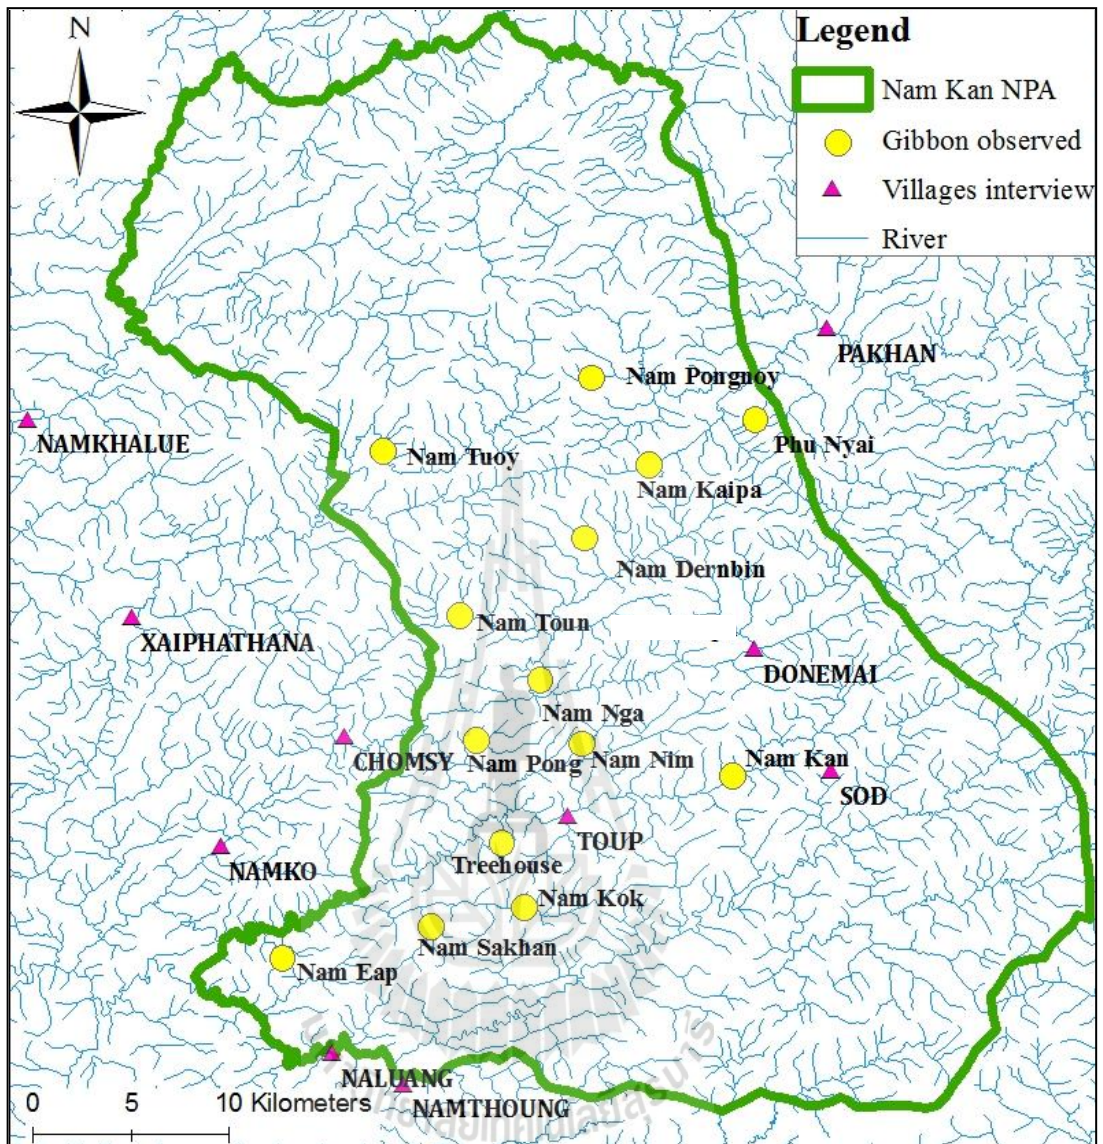 N
Legend
Nam Kan NPA
Gibbon observed
Villages interview
River
PAKHAN
Nam Pongnoy
Phu Nyai
NAMKHALUE
Nam Tuoy
Nam Kaipa
Nam Dernbin
Nam Toun
XAIPHATHANA
DONEMAI
Nam Nga
CHOMSY
Nam Pong
Nam Nim
Nam Kan
SOD
TOUP
NAMKO
Treehouse
Nam Kok
Nam Sakhan
Nam Eap
NALUANG
NAMTHOUNG
0 5 10 Kilometers